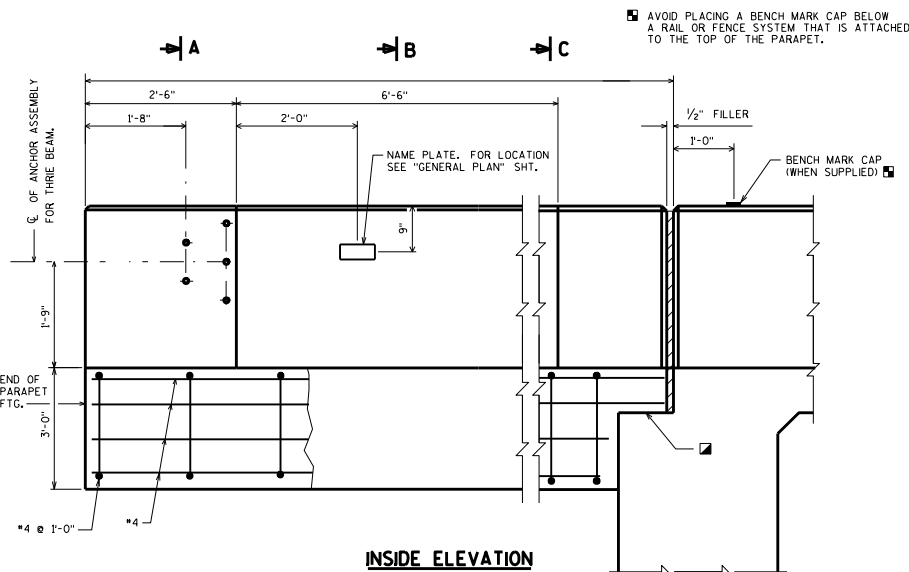 AVOID PLACING A BENCH MARK CAP BELOW
A RAIL OR FENCE SYSTEM THAT IS ATTACHED
TO THE TOP OF THE PARAPET.
A
B
C
2'-6"
6'-6"
1'-8"
2'-0"
½" FILLER
1'-0"
℄ OF ANCHOR ASSEMBLY
FOR THRIE BEAM.
NAME PLATE. FOR LOCATION
SEE "GENERAL PLAN" SHT.
BENCH MARK CAP
(WHEN SUPPLIED)
9"
1'-9"
END OF
PARAPET
FTG.
3'-0"
#4 @ 1'-0"
#4
INSIDE ELEVATION